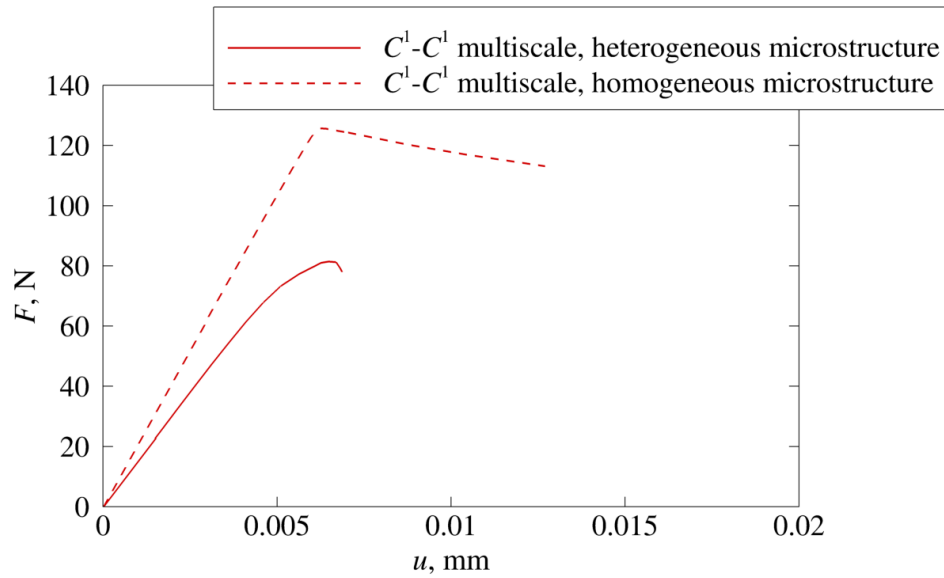 C¹-C¹ multiscale, heterogeneous microstructure
C¹-C¹ multiscale, homogeneous microstructure
140
120
100
80
60
40
20
0
F, N
0 0.005 0.01 0.015 0.02
u, mm